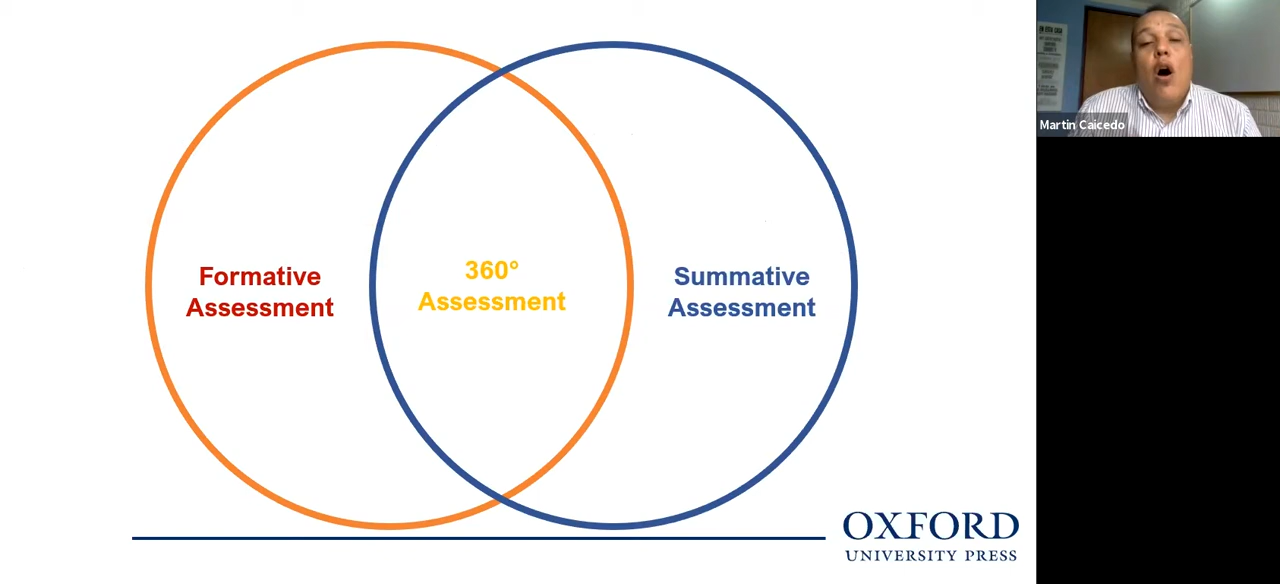 Formative
Assessment
360°
Assessment
Summative
Assessment
OXFORD
UNIVERSITY PRESS
Martin Caicedo